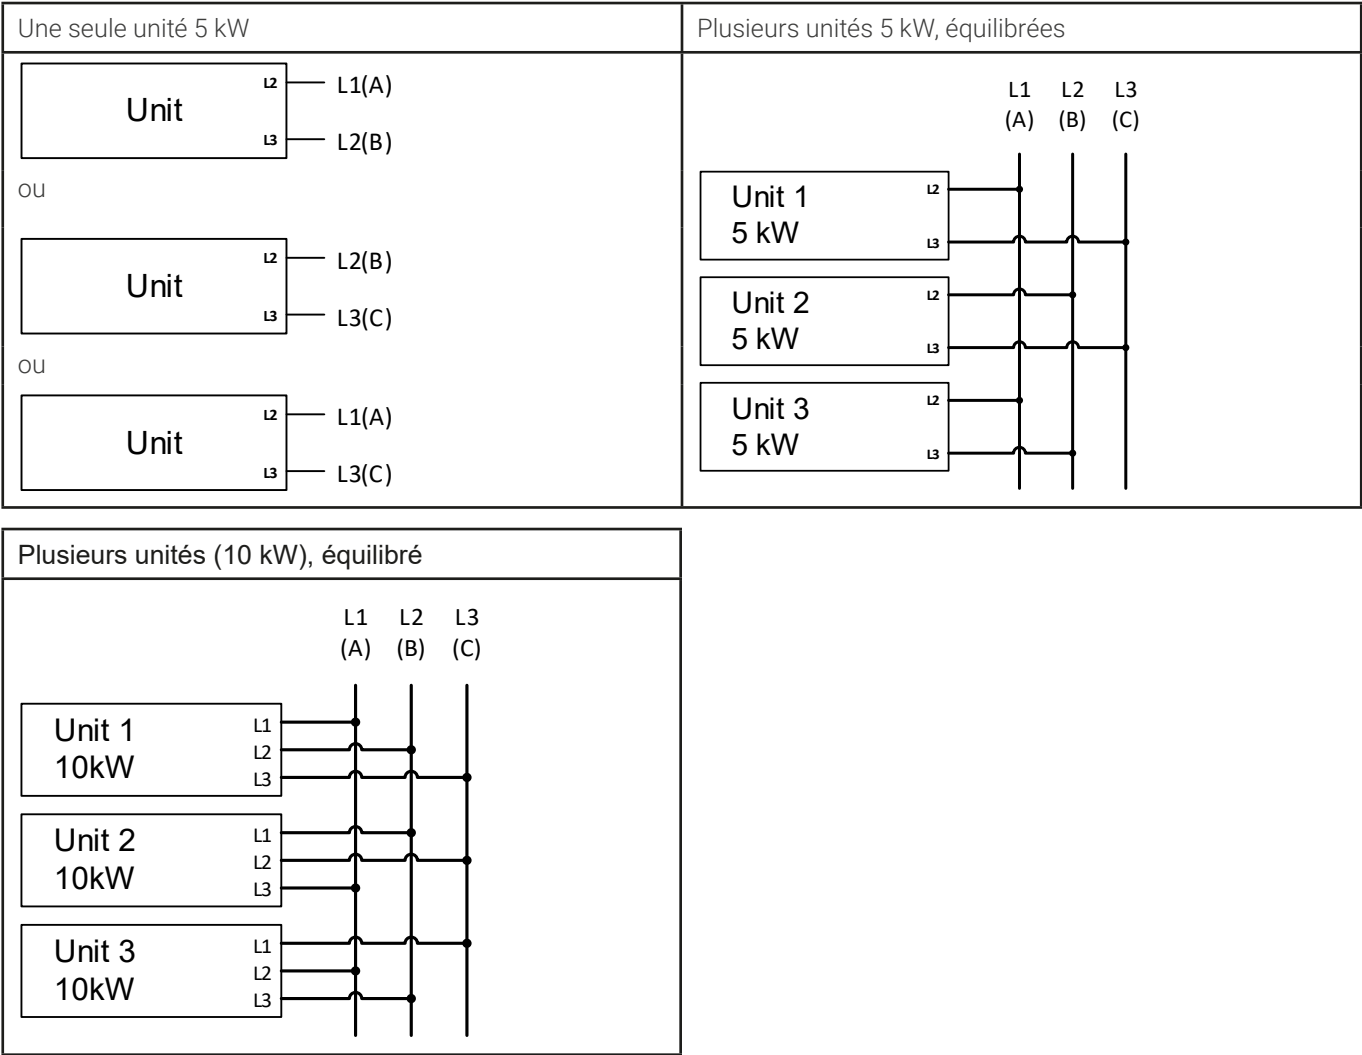 Une seule unité 5 kW
L2
L1(A)
Unit
L3
L2(B)
ou
L2
L2(B)
Unit
L3
L3(C)
ou
L2
L1(A)
Unit
L3
L3(C)
Plusieurs unités 5 kW, équilibrées
L1 L2 L3
(A) (B) (C)
Unit 1
L2
5 kW
L3
Unit 2
L2
5 kW
L3
Unit 3
L2
5 kW
L3
Plusieurs unités (10 kW), équilibré
L1 L2 L3
(A) (B) (C)
Unit 1
L1
L2
10kW
L3
Unit 2
L1
L2
10kW
L3
Unit 3
L1
L2
10kW
L3